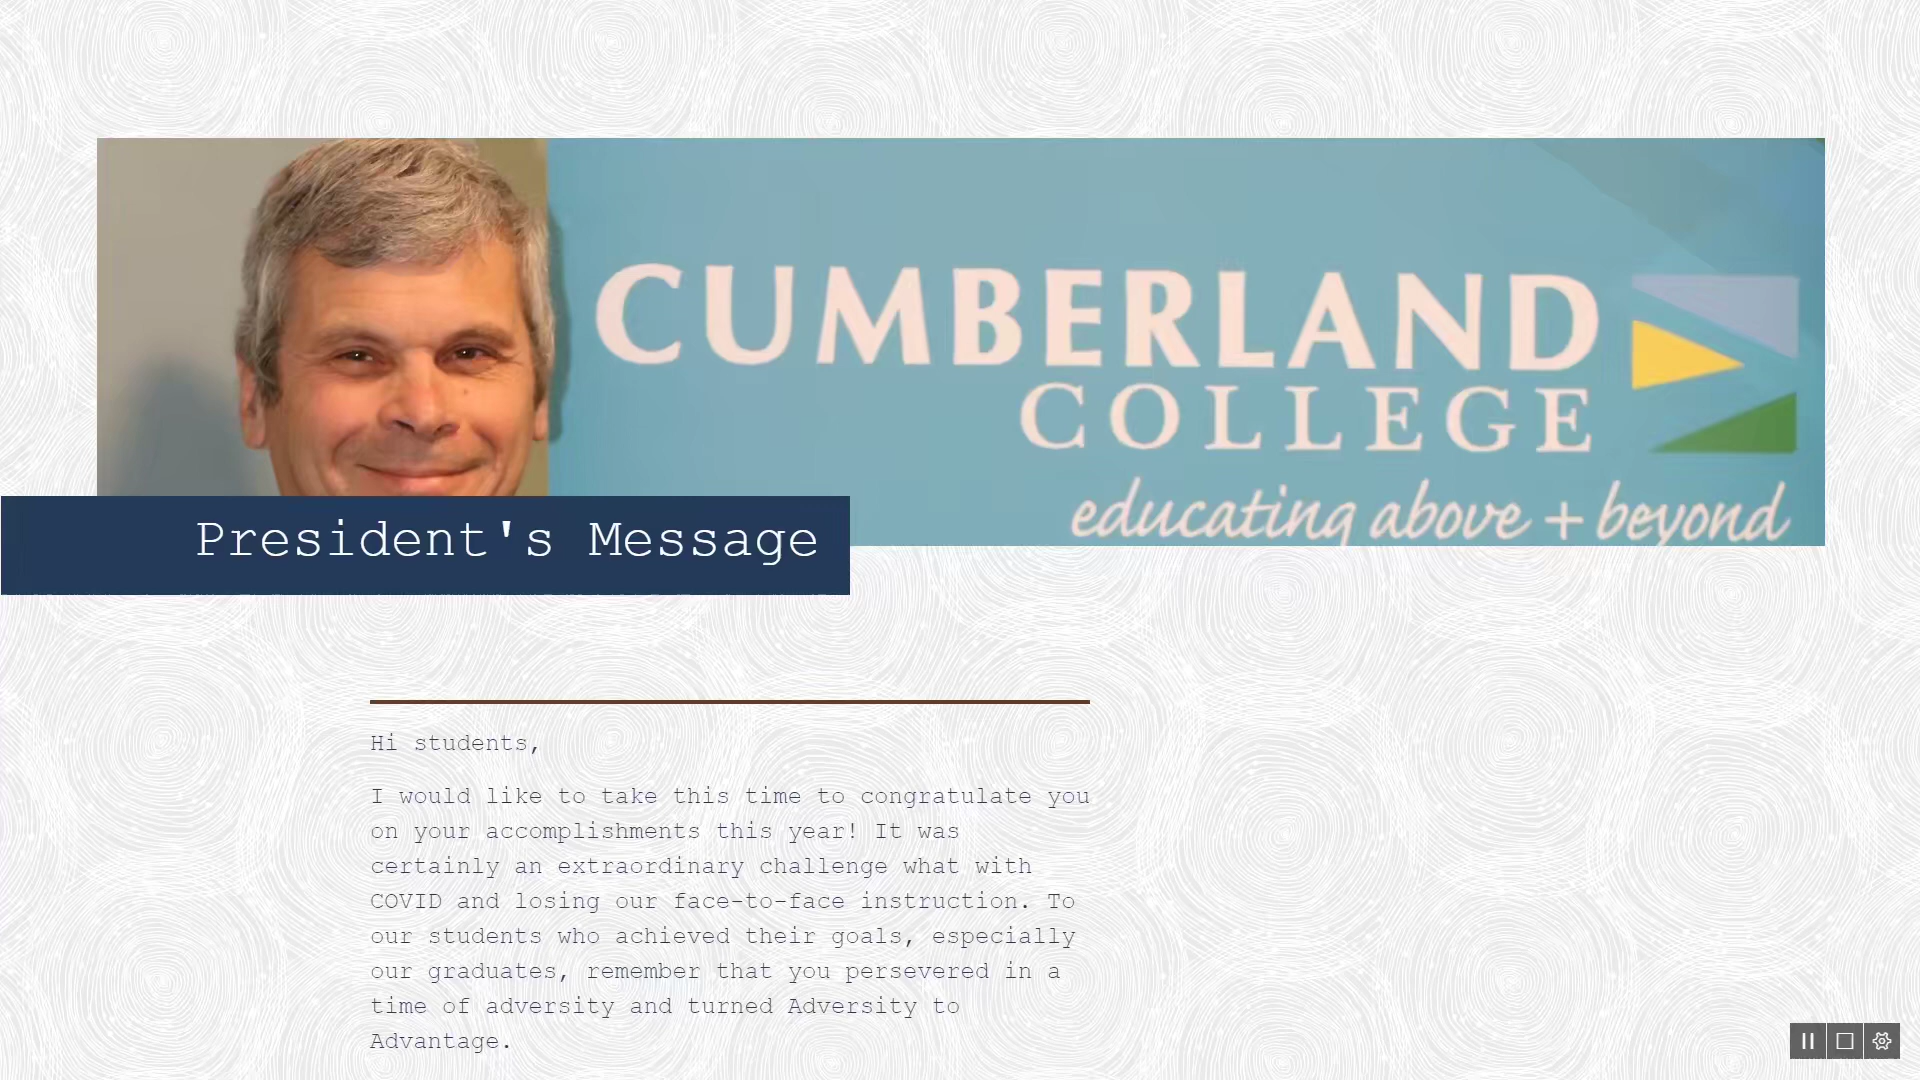 CUMBERLAND
COLLEGE
educating above + beyond
President's Message
Hi students,
I would like to take this time to congratulate you
on your accomplishments this year! It was
certainly an extraordinary challenge what with
COVID and losing our face-to-face instruction. To
our students who achieved their goals, especially
our graduates, remember that you persevered in a
time of adversity and turned Adversity to
Advantage.